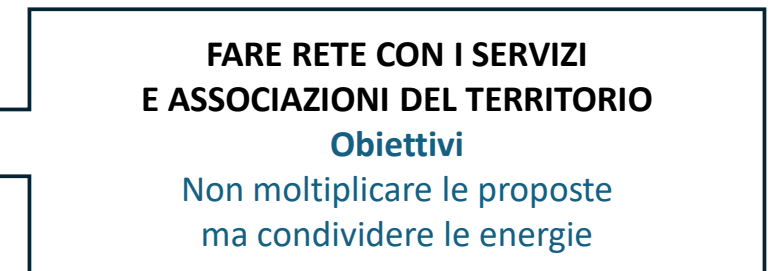 FARE RETE CON I SERVIZI
E ASSOCIAZIONI DEL TERRITORIO
Obiettivi
Non moltiplicare le proposte
ma condividere le energie